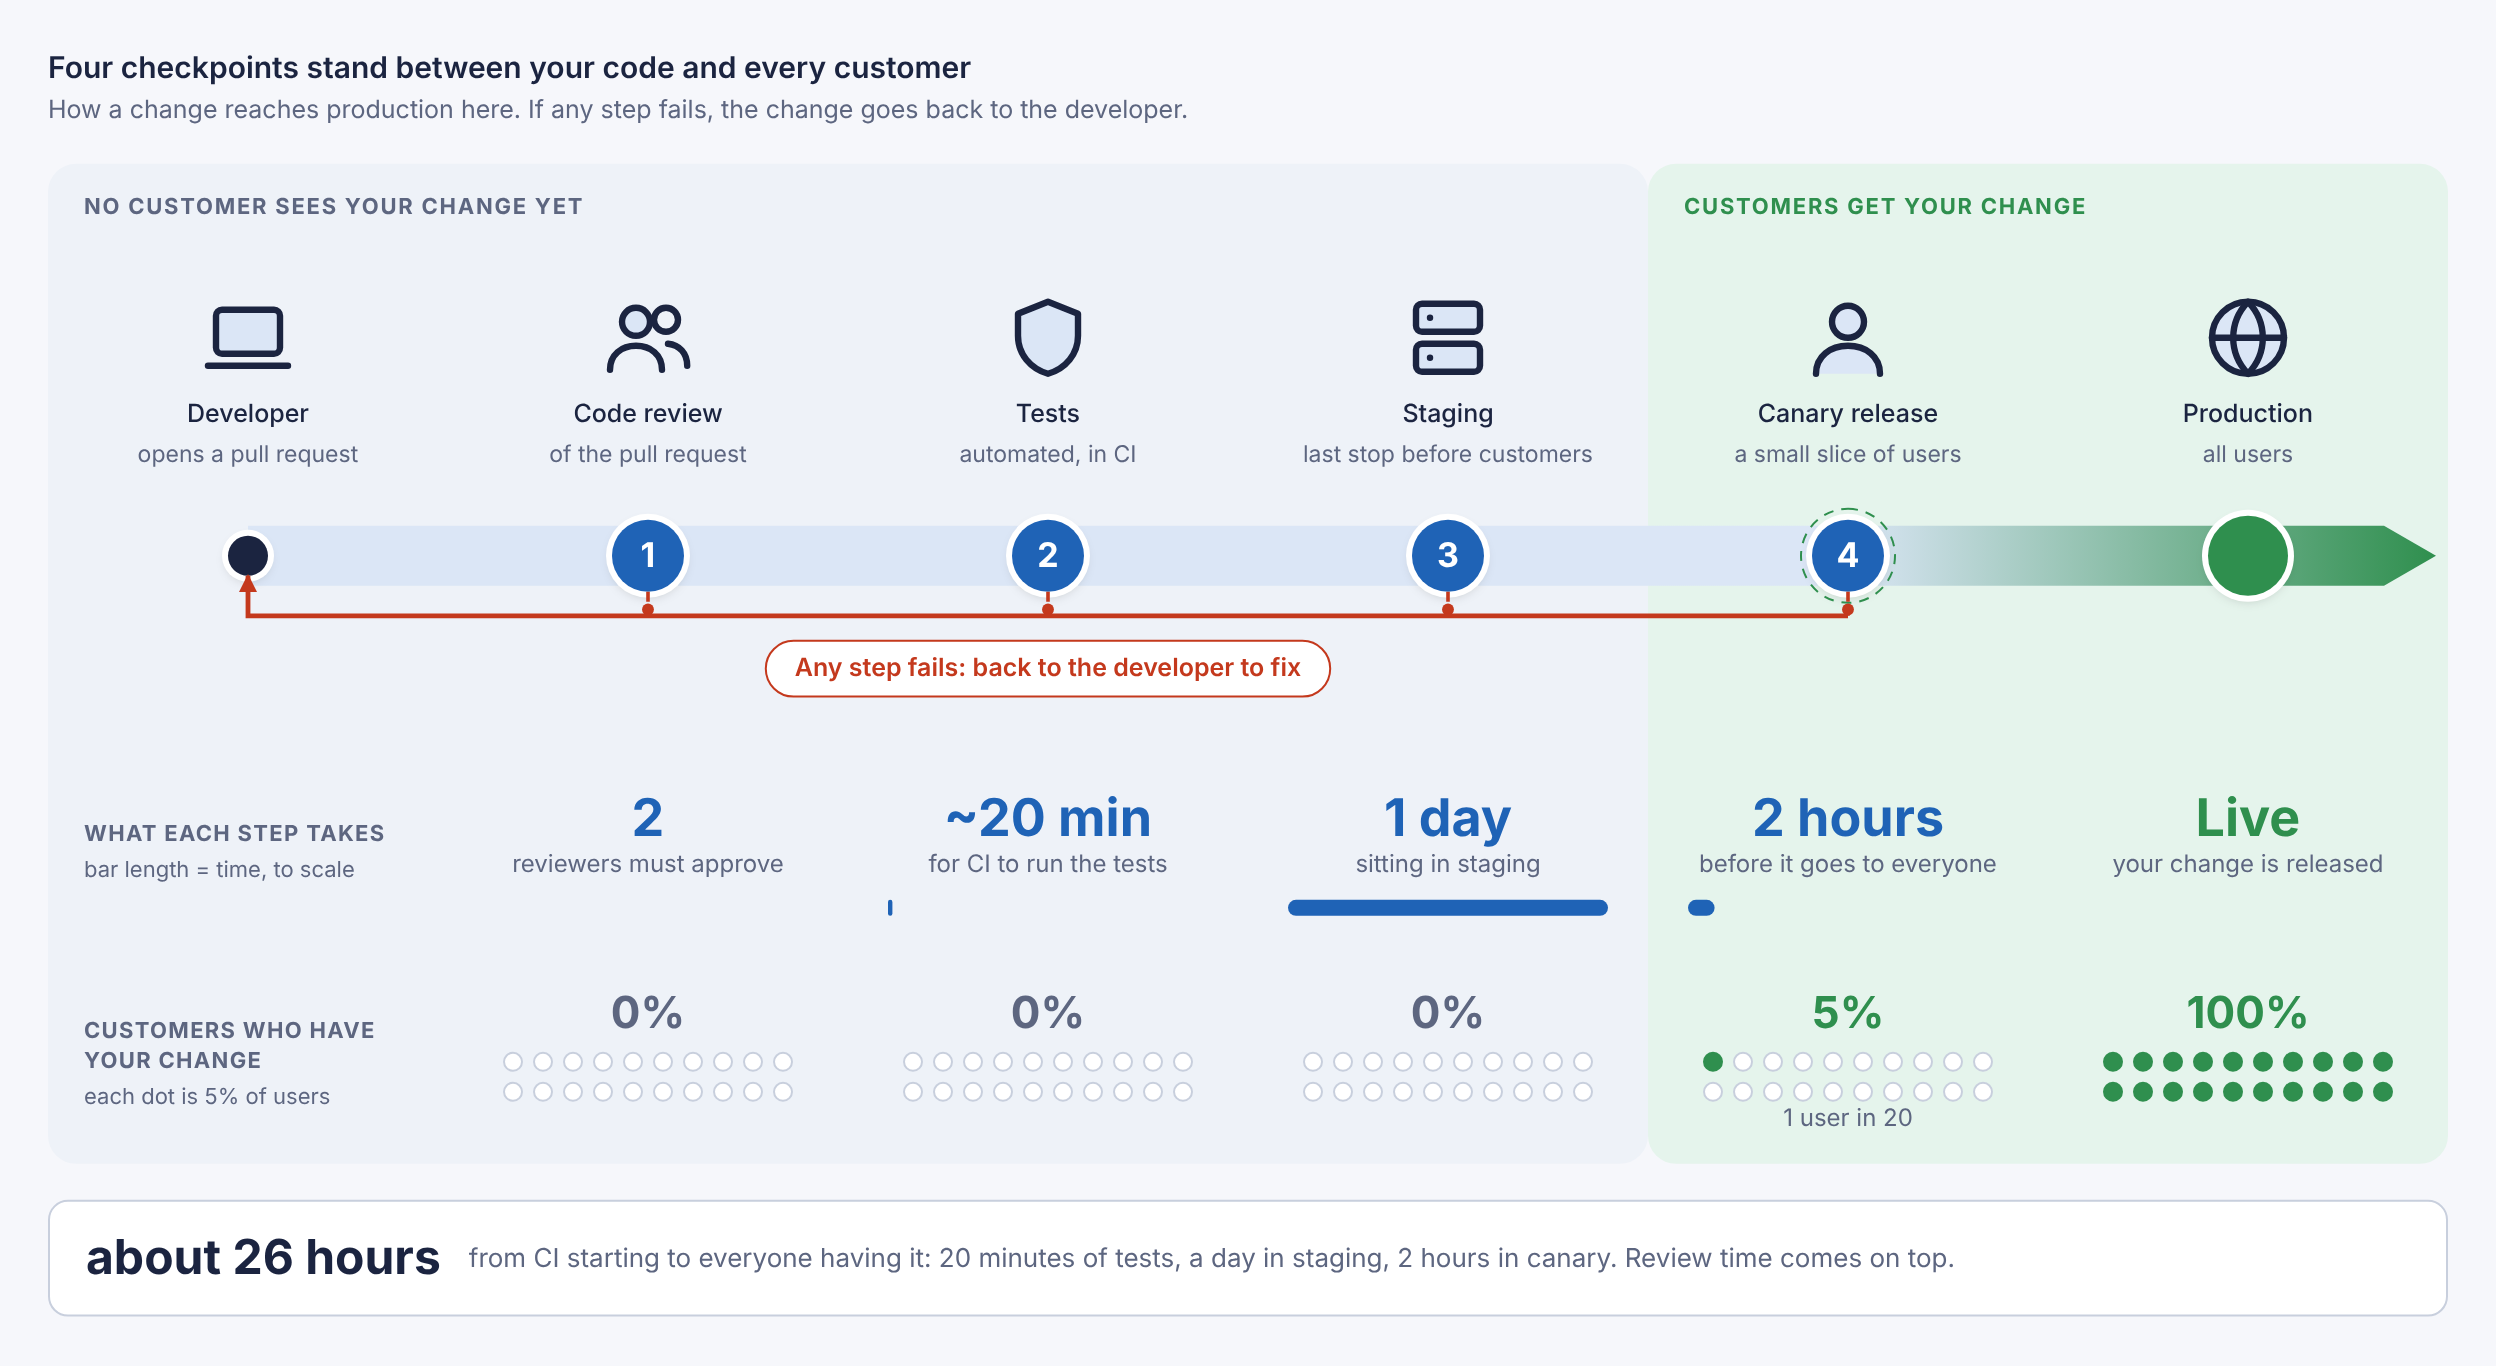 Four checkpoints stand between your code and every customer
How a change reaches production here. If any step fails, the change goes back to the developer.
NO CUSTOMER SEES YOUR CHANGE YET
CUSTOMERS GET YOUR CHANGE
Developer
opens a pull request
Code review
of the pull request
Tests
automated, in CI
Staging
last stop before customers
Canary release
a small slice of users
Production
all users
1
2
3
4
Any step fails: back to the developer to fix
WHAT EACH STEP TAKES
bar length = time, to scale
2
reviewers must approve
~20 min
for CI to run the tests
1 day
sitting in staging
2 hours
before it goes to everyone
Live
your change is released
CUSTOMERS WHO HAVE
YOUR CHANGE
each dot is 5% of users
0%
0%
0%
5%
1 user in 20
100%
about 26 hours
from CI starting to everyone having it: 20 minutes of tests, a day in staging, 2 hours in canary. Review time comes on top.